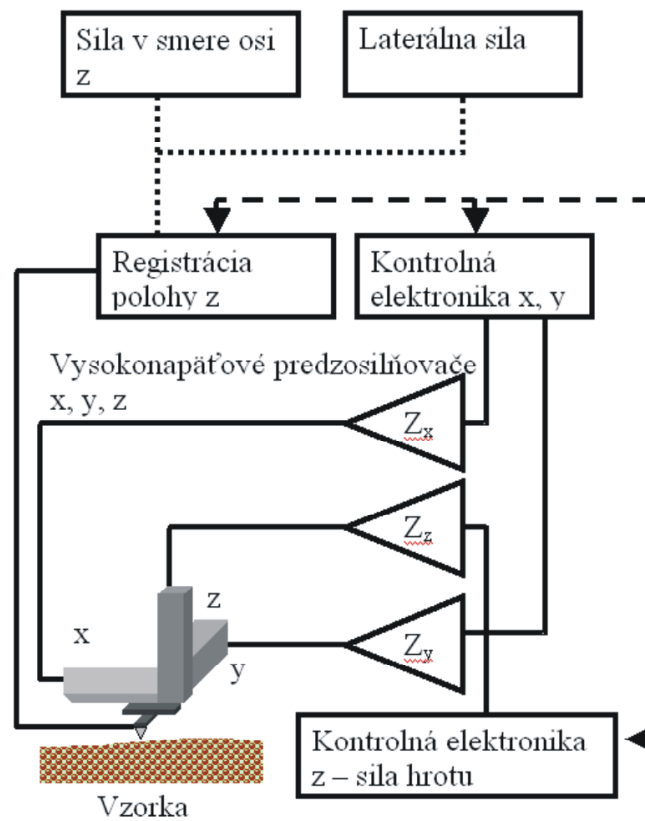 Sila v smere osi
z
Laterálna sila
Registrácia
polohy z
Kontrolná
elektronika x, y
Vysokonapäťové predzosilňovače
x, y, z
Zx
Zz
z
x
y
Zy
Kontrolná elektronika
z – sila hrotu
Vzorka